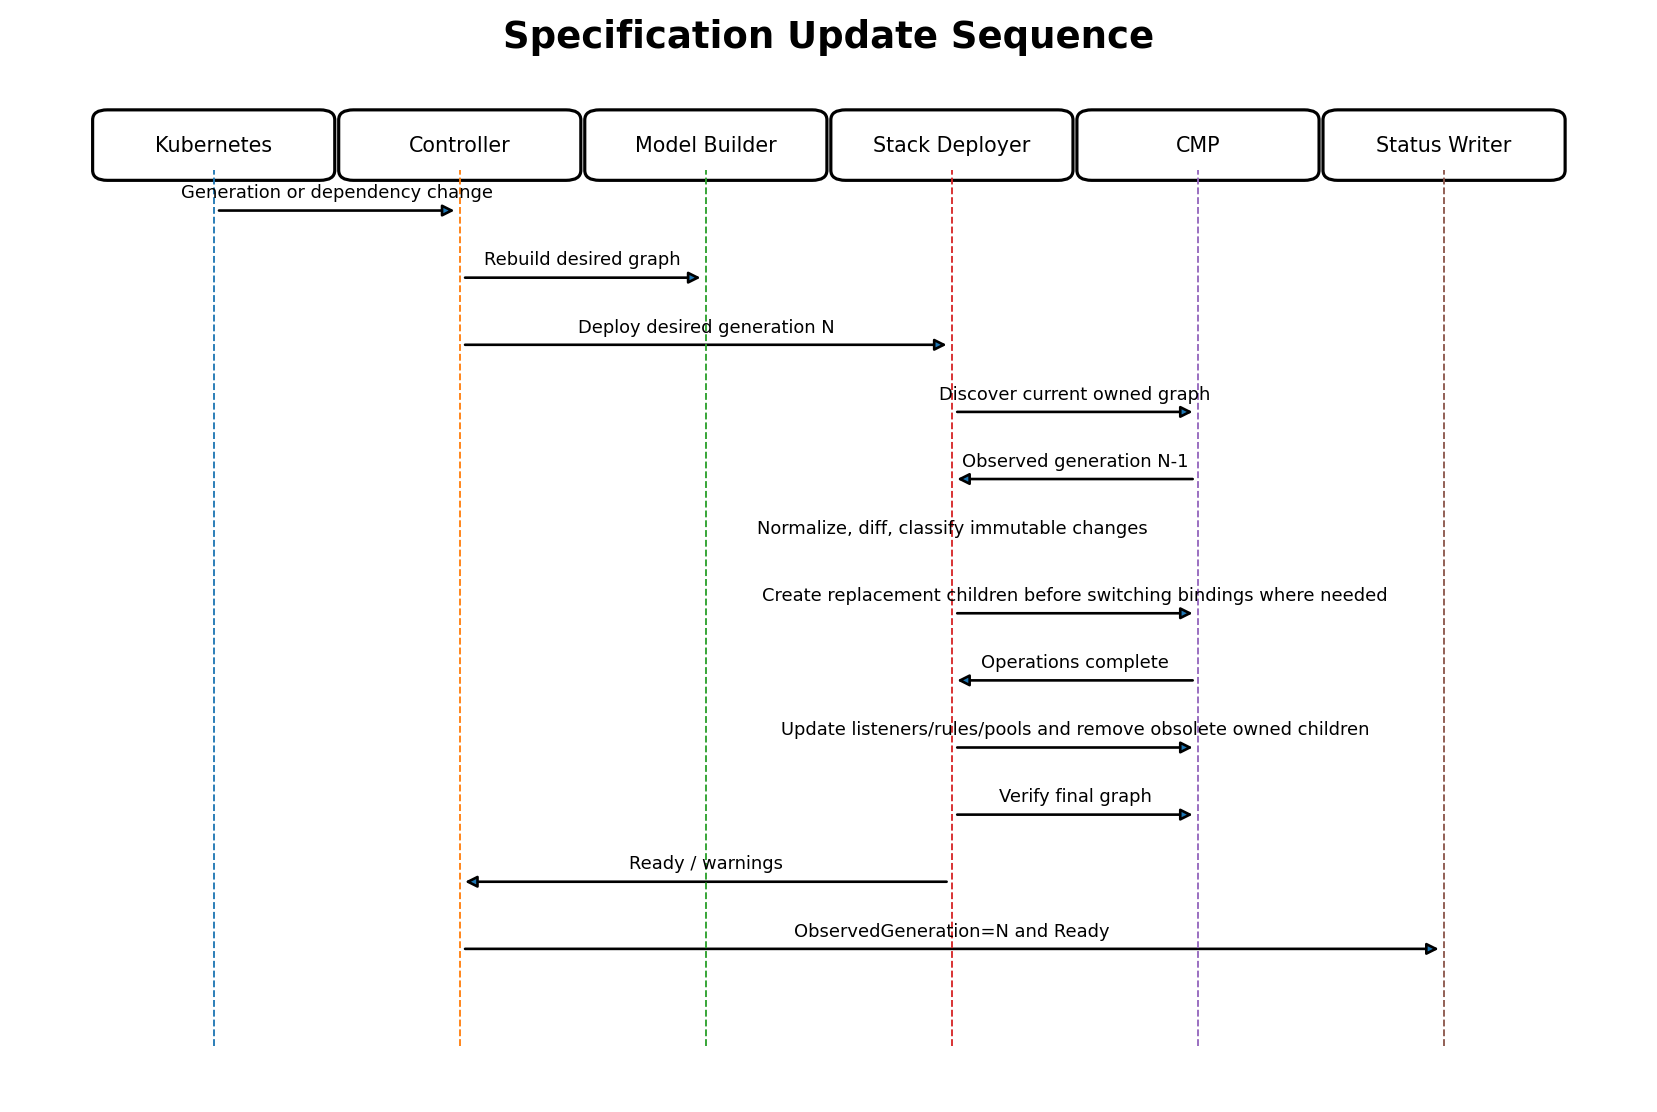 Specification Update Sequence
Kubernetes
Controller
Model Builder
Stack Deployer
CMP
Status Writer
Generation or dependency change
Rebuild desired graph
Deploy desired generation N
Discover current owned graph
Observed generation N-1
Normalize, diff, classify immutable changes
Create replacement children before switching bindings where needed
Operations complete
Update listeners/rules/pools and remove obsolete owned children
Verify final graph
Ready / warnings
ObservedGeneration=N and Ready